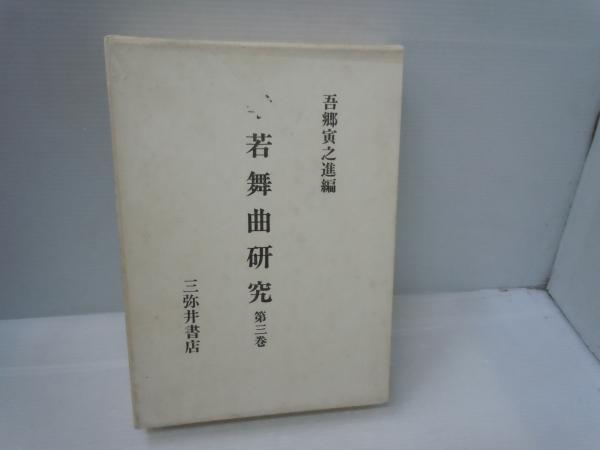 吾郷寅之進編
若舞曲研究 第三巻
三弥井書店